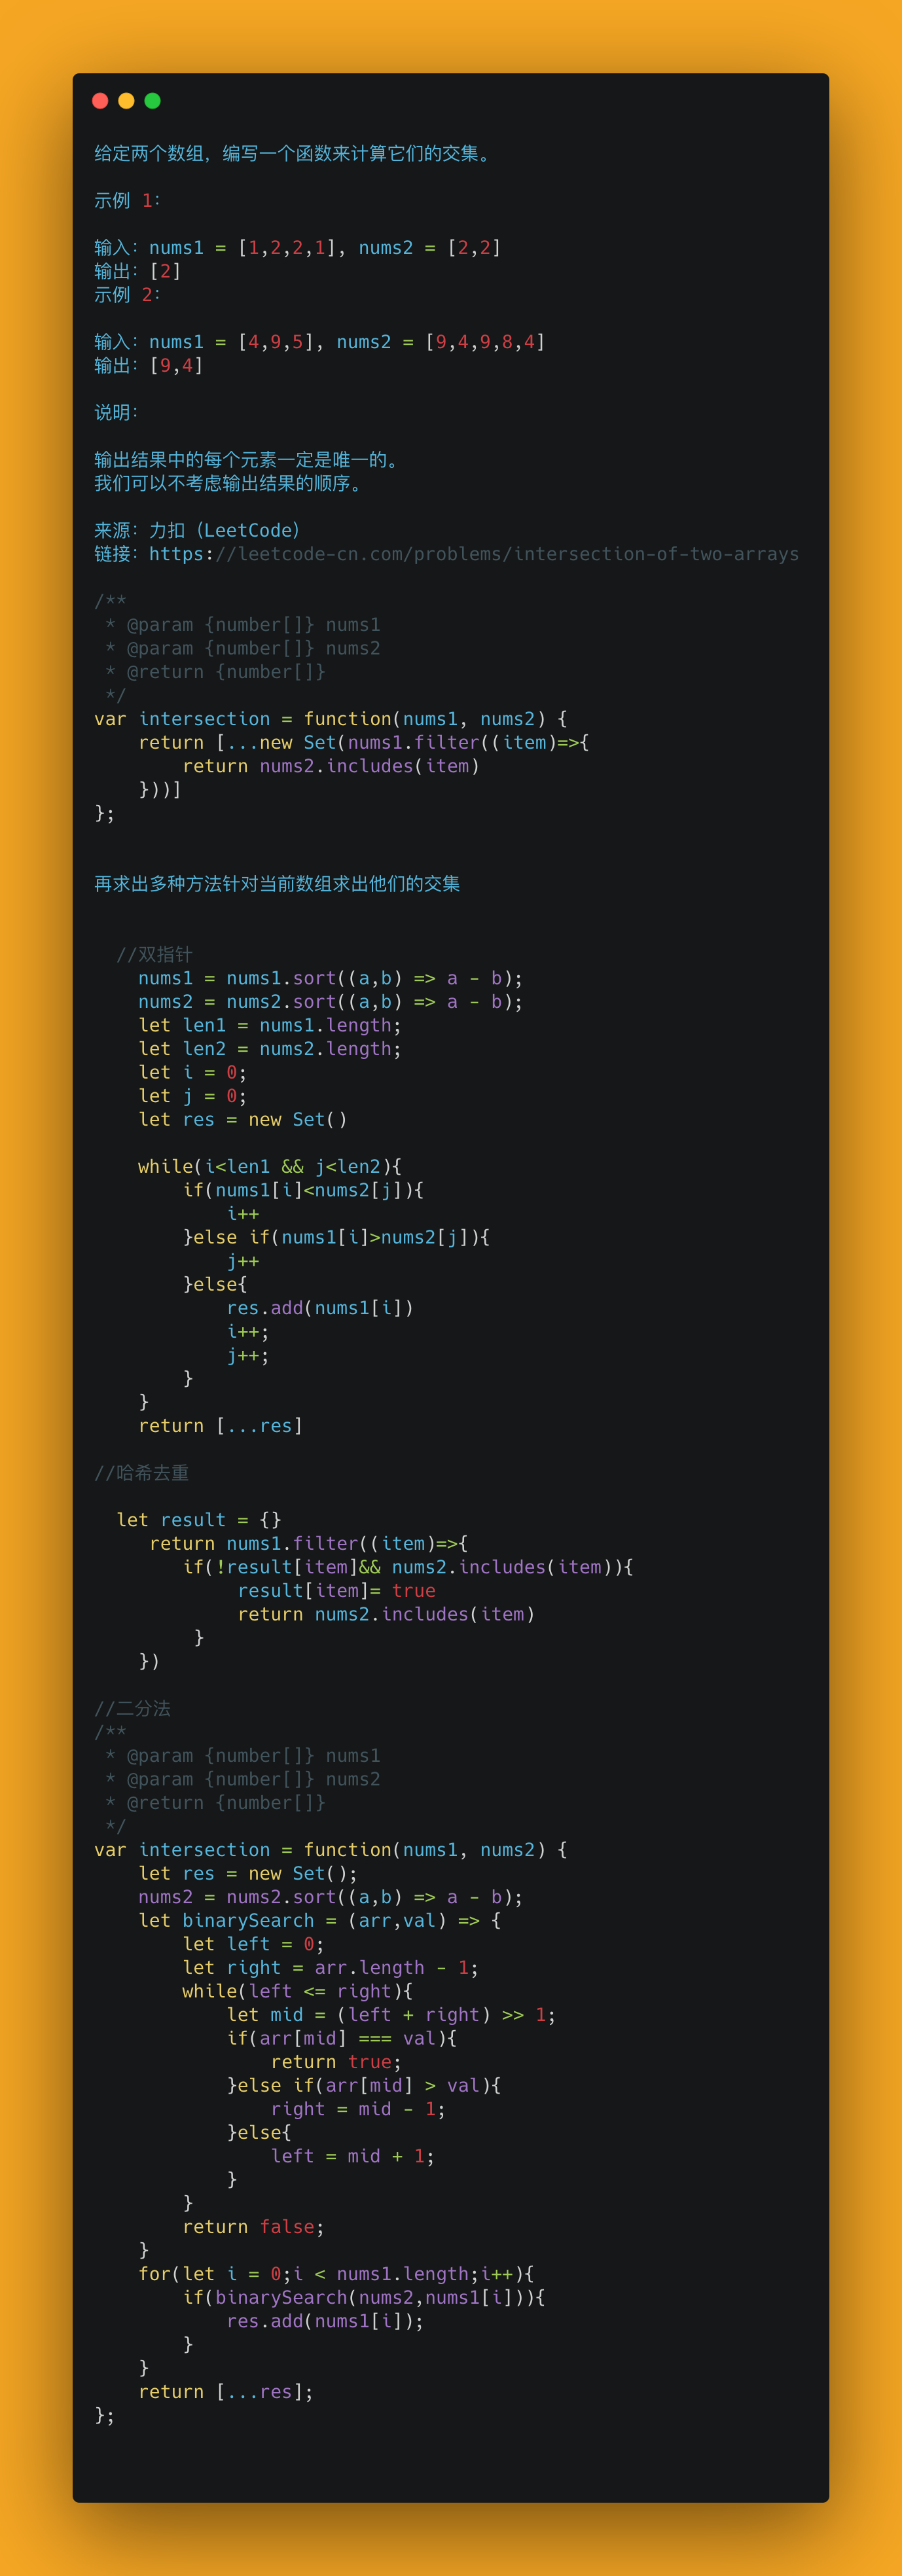 给定两个数组，编写一个函数来计算它们的交集。
示例 1：
输入：nums1 = [1,2,2,1], nums2 = [2,2]
输出：[2]
示例 2：
输入：nums1 = [4,9,5], nums2 = [9,4,9,8,4]
输出：[9,4]
说明：
输出结果中的每个元素一定是唯一的。
我们可以不考虑输出结果的顺序。
来源：力扣（LeetCode）
链接：https://leetcode-cn.com/problems/intersection-of-two-arrays
/**
 * @param {number[]} nums1
 * @param {number[]} nums2
 * @return {number[]}
 */
var intersection = function(nums1, nums2) {
    return [...new Set(nums1.filter((item)=>{
        return nums2.includes(item)
    }))]
};
再求出多种方法针对当前数组求出他们的交集
  //双指针
    nums1 = nums1.sort((a,b) => a - b);
    nums2 = nums2.sort((a,b) => a - b);
    let len1 = nums1.length;
    let len2 = nums2.length;
    let i = 0;
    let j = 0;
    let res = new Set()
    while(i<len1 && j<len2){
        if(nums1[i]<nums2[j]){
            i++
        }else if(nums1[i]>nums2[j]){
            j++
        }else{
            res.add(nums1[i])
            i++;
            j++;
        }
    }
    return [...res]
//哈希去重
  let result = {}
     return nums1.filter((item)=>{
        if(!result[item]&& nums2.includes(item)){
             result[item]= true
             return nums2.includes(item)
         }
    })
//二分法
/**
 * @param {number[]} nums1
 * @param {number[]} nums2
 * @return {number[]}
 */
var intersection = function(nums1, nums2) {
    let res = new Set();
    nums2 = nums2.sort((a,b) => a - b);
    let binarySearch = (arr,val) => {
        let left = 0;
        let right = arr.length - 1;
        while(left <= right){
            let mid = (left + right) >> 1;
            if(arr[mid] === val){
                return true;
            }else if(arr[mid] > val){
                right = mid - 1;
            }else{
                left = mid + 1;
            }
        }
        return false;
    }
    for(let i = 0;i < nums1.length;i++){
        if(binarySearch(nums2,nums1[i])){
            res.add(nums1[i]);
        }
    }
    return [...res];
};